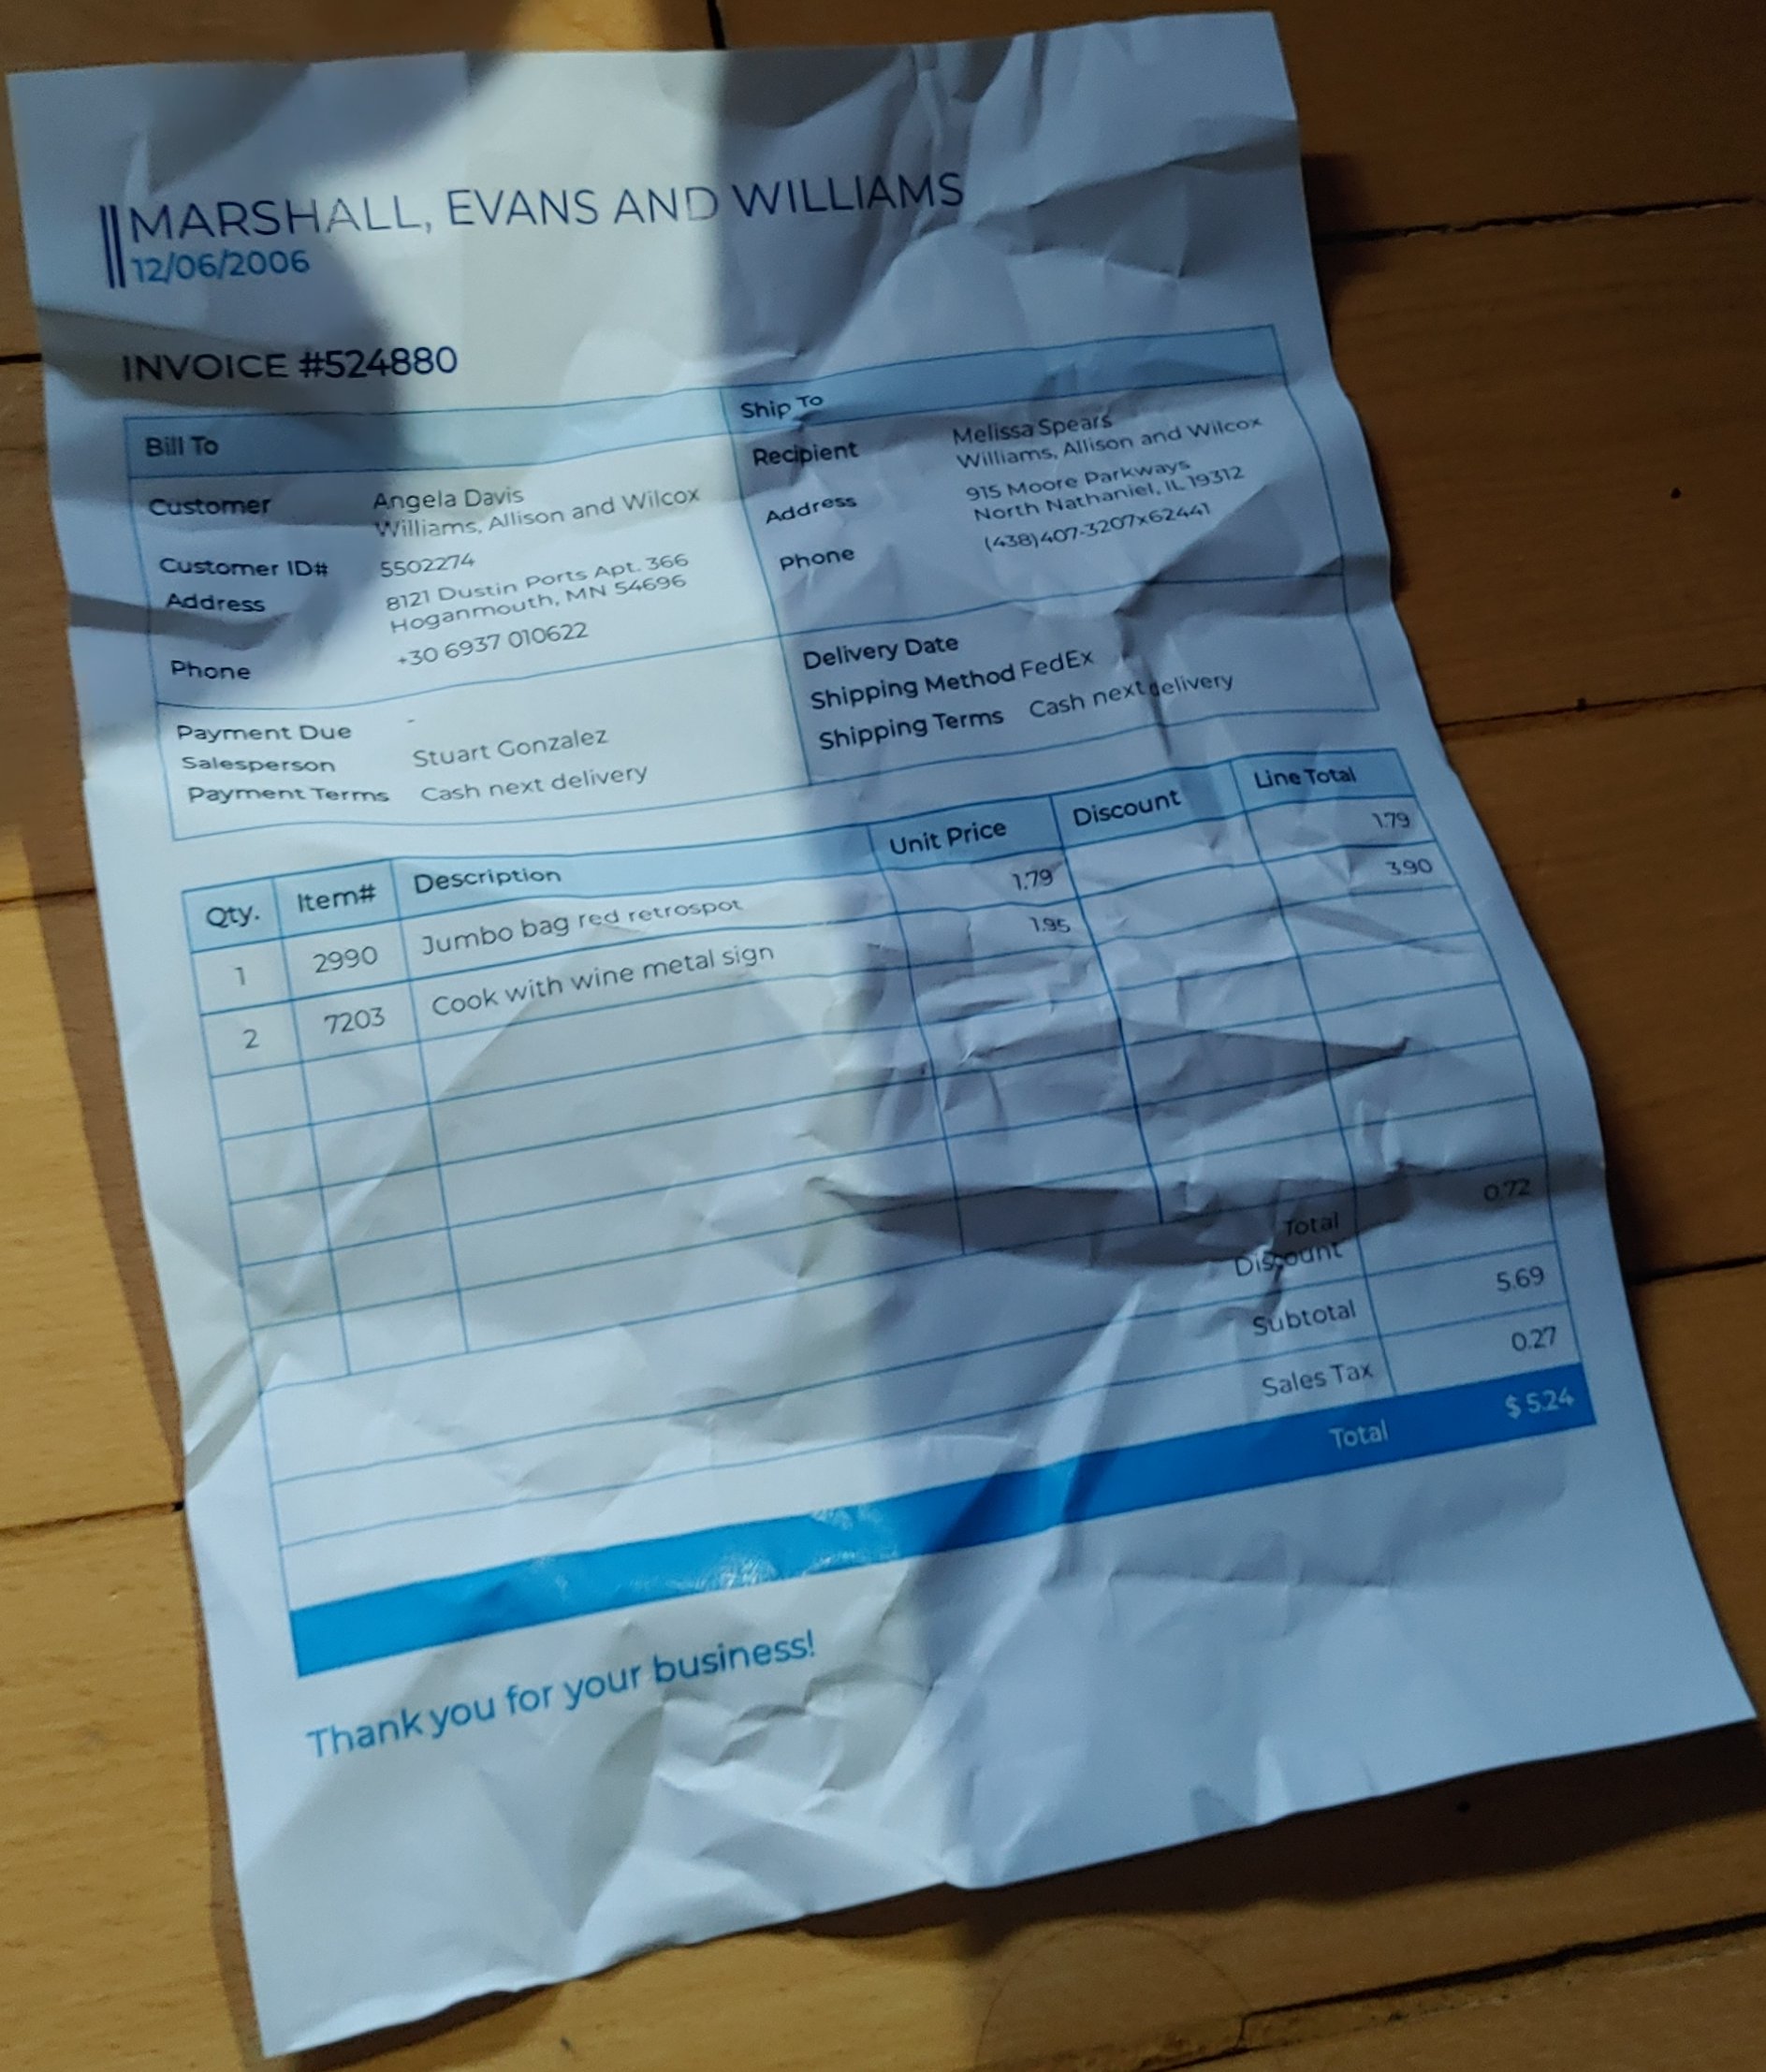 MARSHALL, EVANS AND WILLIAMS
12/06/2006
INVOICE #524880
Bill To
Customer Angela Davis
Williams, Allison and Wilcox
Customer ID# 5502274
Address 8121 Dustin Ports Apt. 366
Hoganmouth, MN 54696
Phone +30 6937 010622
Payment Due -
Salesperson Stuart Gonzalez
Payment Terms Cash next delivery
Ship To
Recipient Melissa Spears
Williams, Allison and Wilcox
Address 915 Moore Parkways
North Nathaniel, IL 19312
Phone (438)407-3207x62441
Delivery Date
Shipping Method FedEx
Shipping Terms Cash next delivery
Qty. Item# Description Unit Price Discount Line Total
1 2990 Jumbo bag red retrospot 1.79 1.79
2 7203 Cook with wine metal sign 1.95 3.90
Total
Discount 0.72
Subtotal 5.69
Sales Tax 0.27
Total $ 5.24
Thank you for your business!